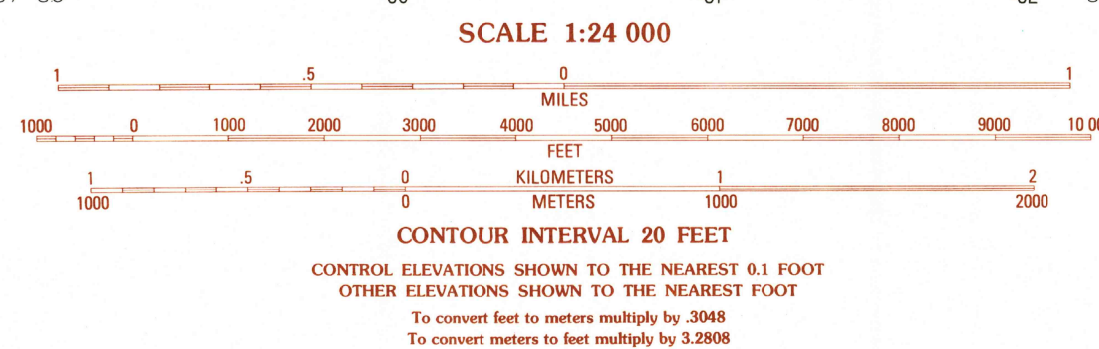 SCALE 1:24 000
1 .5 0 1
MILES
1000 0 1000 2000 3000 4000 5000 6000 7000 8000 9000
FEET
1 .5 0 KILOMETERS 1 2
1000 0 METERS 1000 2000
CONTOUR INTERVAL 20 FEET
CONTROL ELEVATIONS SHOWN TO THE NEAREST 0.1 FOOT
OTHER ELEVATIONS SHOWN TO THE NEAREST FOOT
To convert feet to meters multiply by .3048
To convert meters to feet multiply by 3.2808